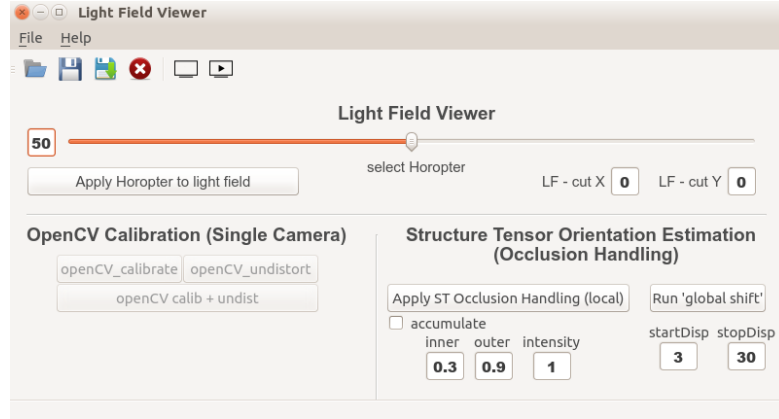 Light Field Viewer
File Help
Light Field Viewer
50
select Horopter
Apply Horopter to light field
LF - cut X 0 LF - cut Y 0
OpenCV Calibration (Single Camera)
openCV_calibrate openCV_undistort
openCV calib + undist
Structure Tensor Orientation Estimation
(Occlusion Handling)
Apply ST Occlusion Handling (local) Run 'global shift'
accumulate
inner outer intensity
0.3 0.9 1
startDisp stopDisp
3 30